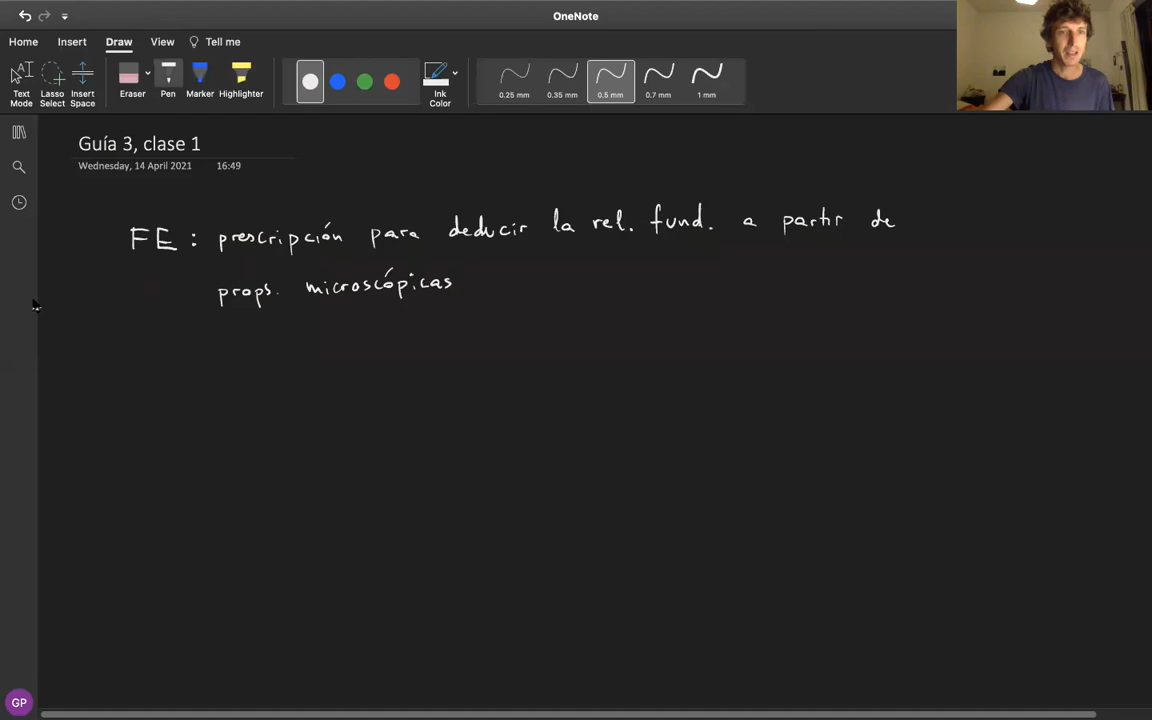 OneNote
Home Insert Draw View Tell me
Text Mode
Lasso Select
Insert Space
Eraser
Pen
Marker
Highlighter
Ink Color
0.25 mm
0.35 mm
0.5 mm
0.7 mm
1 mm
Guía 3, clase 1
Wednesday, 14 April 2021 16:49
FE: prescripción para deducir la rel. fund. a partir de
props. microscópicas
GP